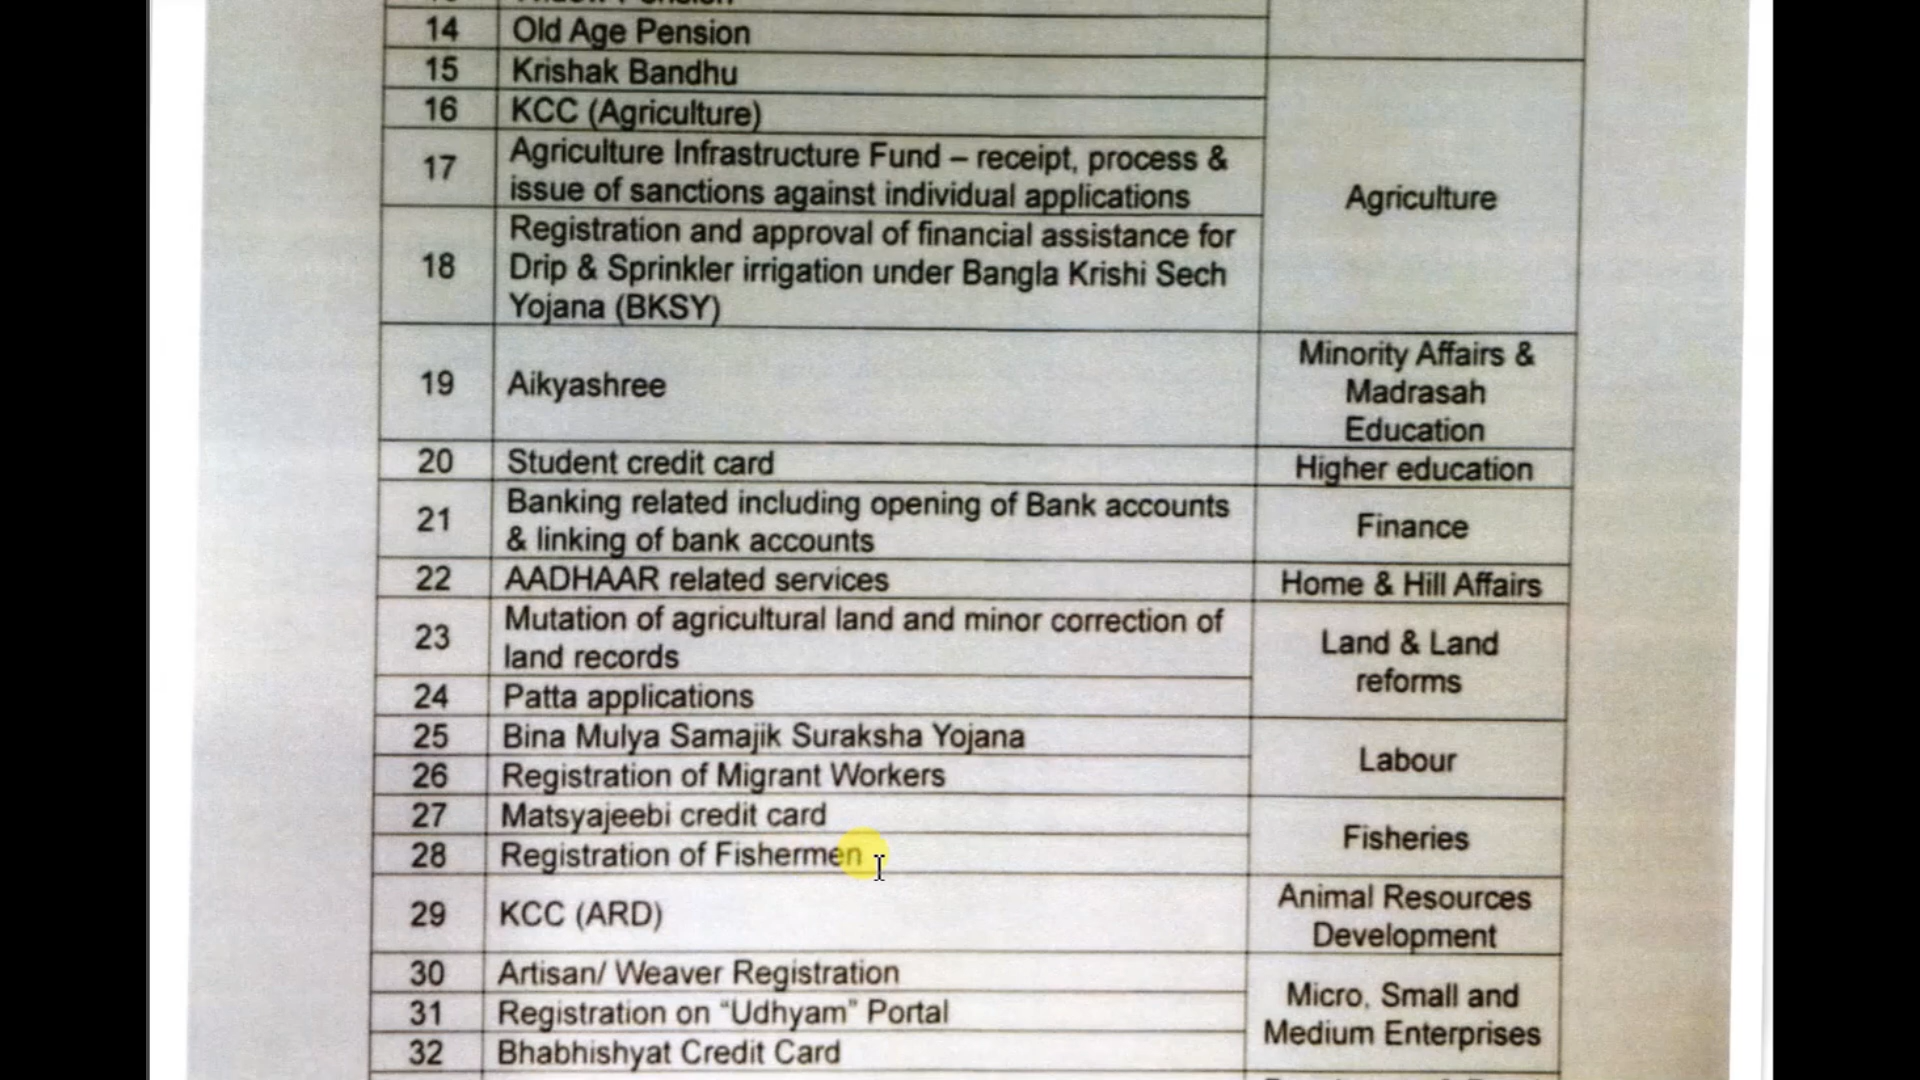 14 Old Age Pension
15 Krishak Bandhu
16 KCC (Agriculture)
17 Agriculture Infrastructure Fund – receipt, process &
issue of sanctions against individual applications
Agriculture
18 Registration and approval of financial assistance for
Drip & Sprinkler irrigation under Bangla Krishi Sech
Yojana (BKSY)
19 Aikyashree
Minority Affairs &
Madrasah
Education
20 Student credit card Higher education
21 Banking related including opening of Bank accounts
& linking of bank accounts
Finance
22 AADHAAR related services Home & Hill Affairs
23 Mutation of agricultural land and minor correction of
land records
Land & Land
reforms
24 Patta applications
25 Bina Mulya Samajik Suraksha Yojana
Labour
26 Registration of Migrant Workers
27 Matsyajeebi credit card
Fisheries
28 Registration of Fishermen
29 KCC (ARD)
Animal Resources
Development
30 Artisan/ Weaver Registration
31 Registration on “Udhyam” Portal
Micro, Small and
Medium Enterprises
32 Bhabhishyat Credit Card